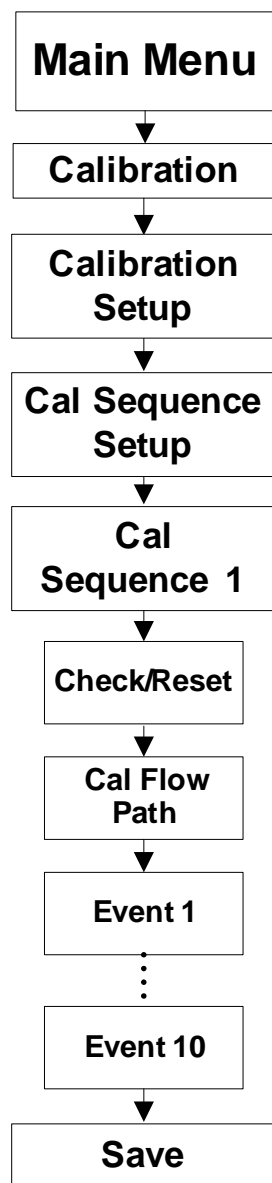 Main Menu
Calibration
Calibration
Setup
Cal Sequence
Setup
Cal
Sequence 1
Check/Reset
Cal Flow
Path
Event 1
Event 10
Save